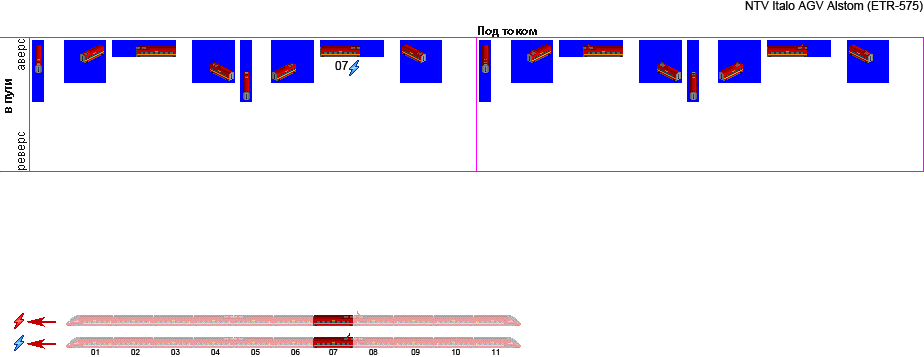 NTV Italo AGV Alstom (ETR-575)
Под током
аверс
в пути
07
реверс
01 02 03 04 05 06 07 08 09 10 11